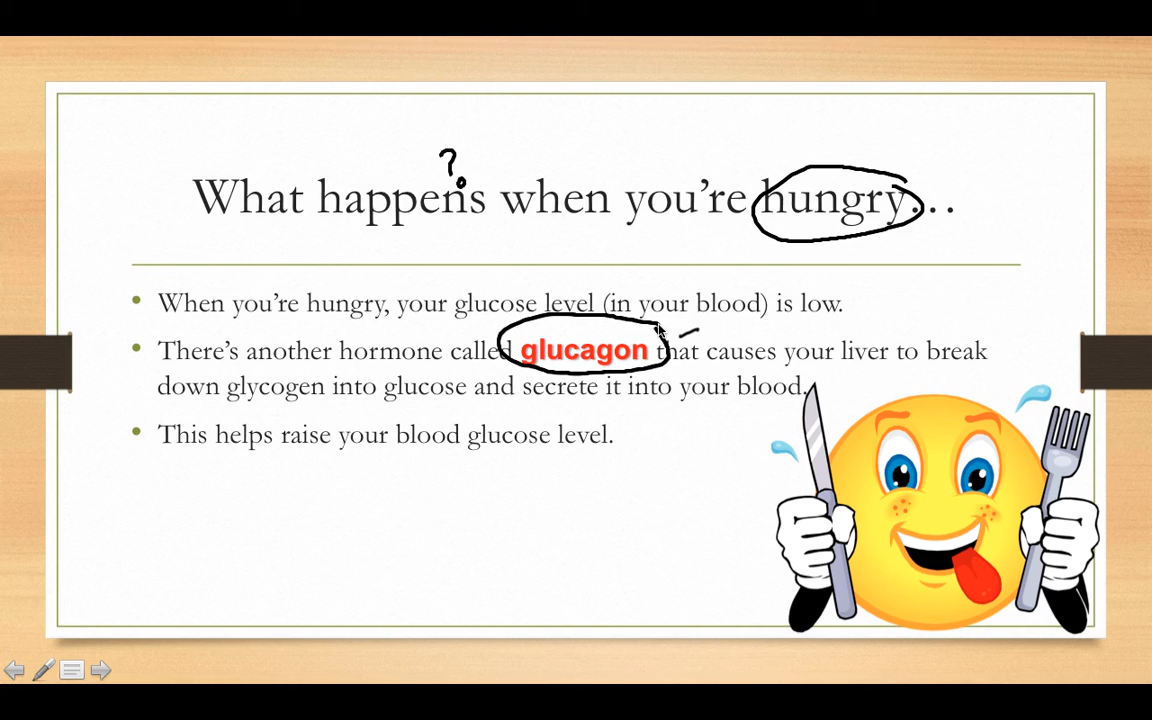 ?
What happens when you're hungry…
• When you're hungry, your glucose level (in your blood) is low.
• There's another hormone called glucagon that causes your liver to break
down glycogen into glucose and secrete it into your blood.
• This helps raise your blood glucose level.